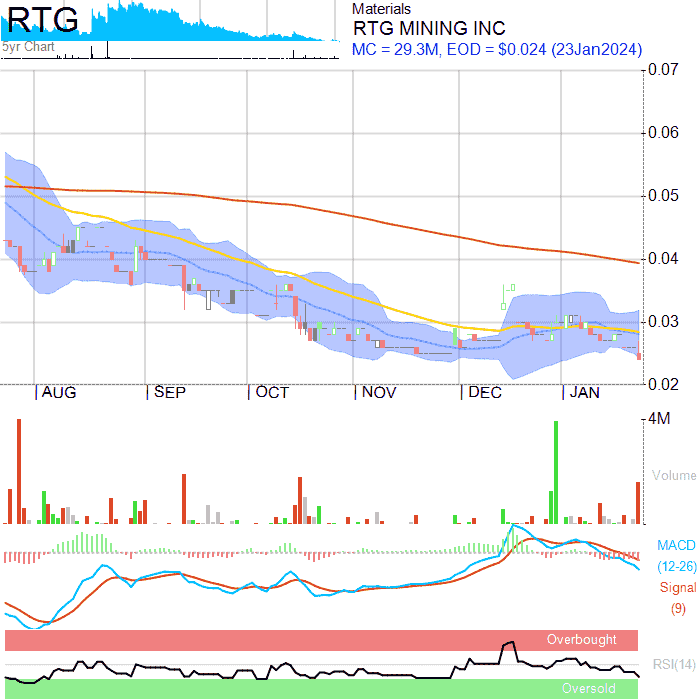 RTG
5yr Chart
Materials
RTG MINING INC
MC = 29.3M, EOD = $0.024 (23Jan2024)
0.07
0.06
0.05
0.04
0.03
0.02
AUG SEP OCT NOV DEC JAN
4M
Volume
MACD
(12-26)
Signal
(9)
Overbought
RSI(14)
Oversold